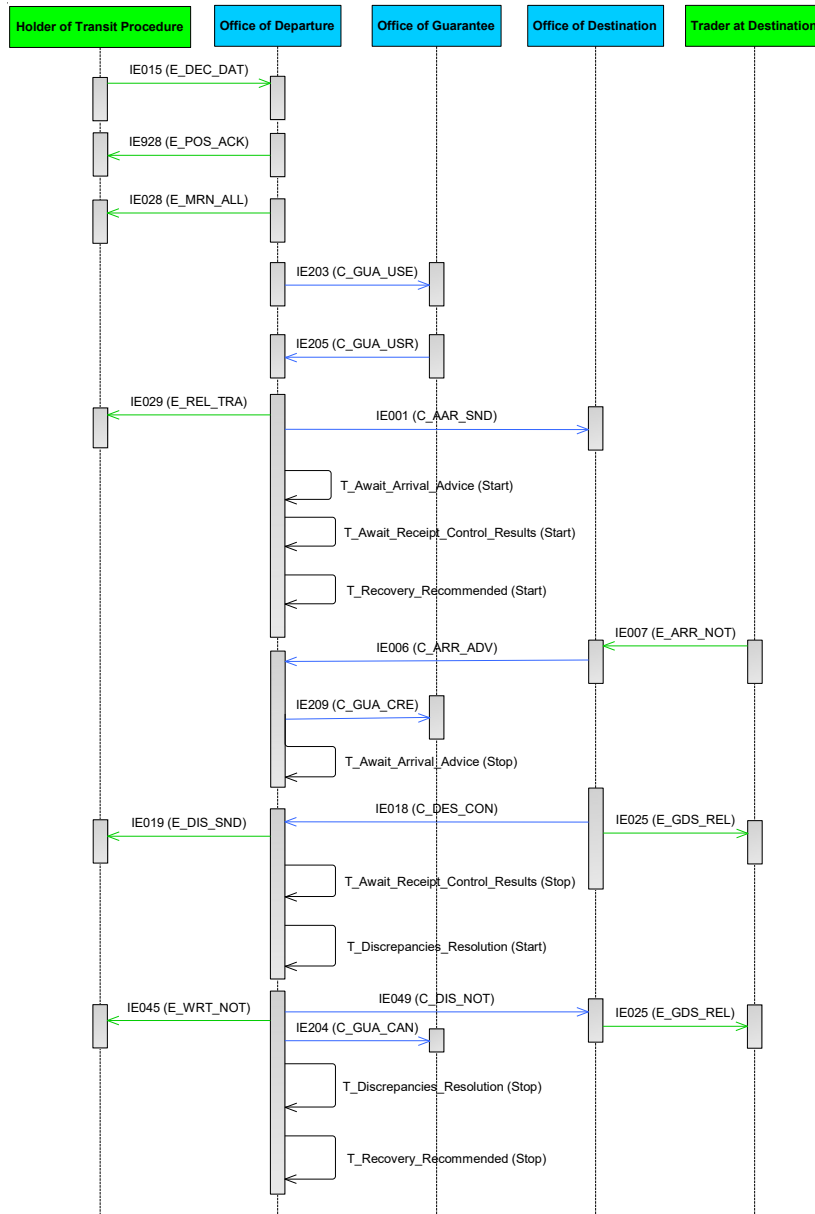 Holder of Transit Procedure
Office of Departure
Office of Guarantee
Office of Destination
Trader at Destination
IE015 (E_DEC_DAT)
IE928 (E_POS_ACK)
IE028 (E_MRN_ALL)
IE203 (C_GUA_USE)
IE205 (C_GUA_USR)
IE029 (E_REL_TRA)
IE001 (C_AAR_SND)
T_Await_Arrival_Advice (Start)
T_Await_Receipt_Control_Results (Start)
T_Recovery_Recommended (Start)
IE007 (E_ARR_NOT)
IE006 (C_ARR_ADV)
IE209 (C_GUA_CRE)
T_Await_Arrival_Advice (Stop)
IE018 (C_DES_CON)
IE019 (E_DIS_SND)
IE025 (E_GDS_REL)
T_Await_Receipt_Control_Results (Stop)
T_Discrepancies_Resolution (Start)
IE049 (C_DIS_NOT)
IE045 (E_WRT_NOT)
IE025 (E_GDS_REL)
IE204 (C_GUA_CAN)
T_Discrepancies_Resolution (Stop)
T_Recovery_Recommended (Stop)